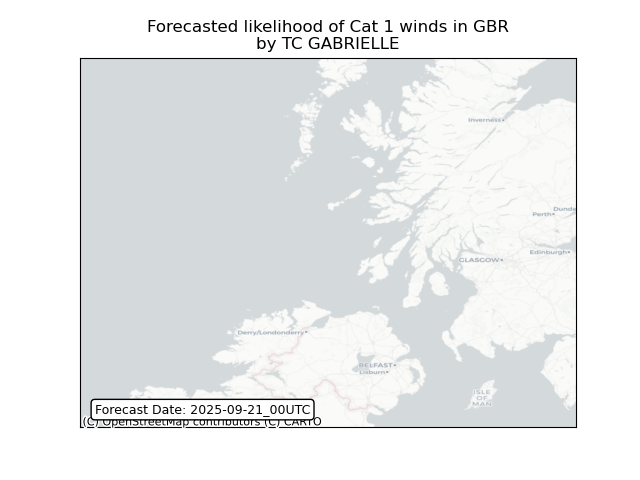 Forecasted likelihood of Cat 1 winds in GBR
by TC GABRIELLE
Inverness
Dunde
Perth
Edinburgh
GLASGOW
Derry/Londonderry
BELFAST
Lisburn
ISLE
OF
MAN
Forecast Date: 2025-09-21_00UTC
(C) OpenStreetMap contributors (C) CARTO